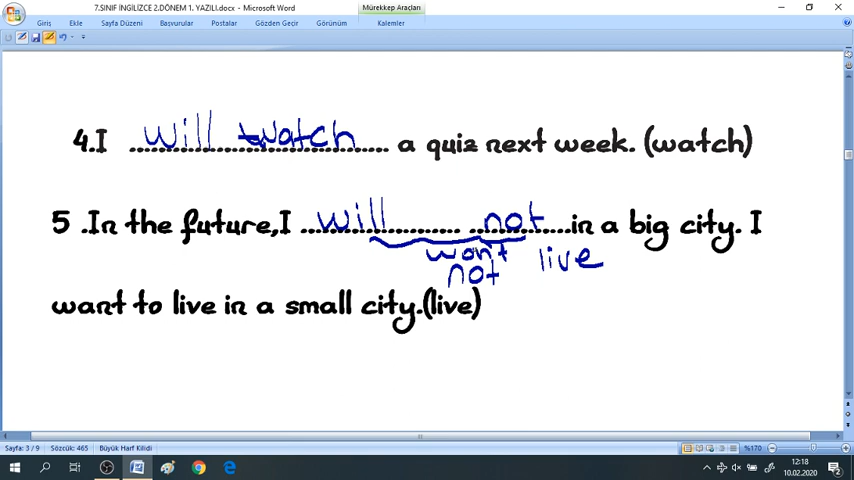 7.SINIF İNGİLİZCE 2.DÖNEM 1. YAZILI.docx - Microsoft Word
Mürekkep Araçları
Giriş Ekle Sayfa Düzeni Başvurular Postalar Gözden Geçir Görünüm Kalemler
4.I will watch a quiz next week. (watch)
5 .In the future,I will not in a big city. I
won't live
not
want to live in a small city.(live)
Sayfa: 3 / 9 Sözcük: 465 Büyük Harf Kilidi %170
12:18
10.02.2020
2